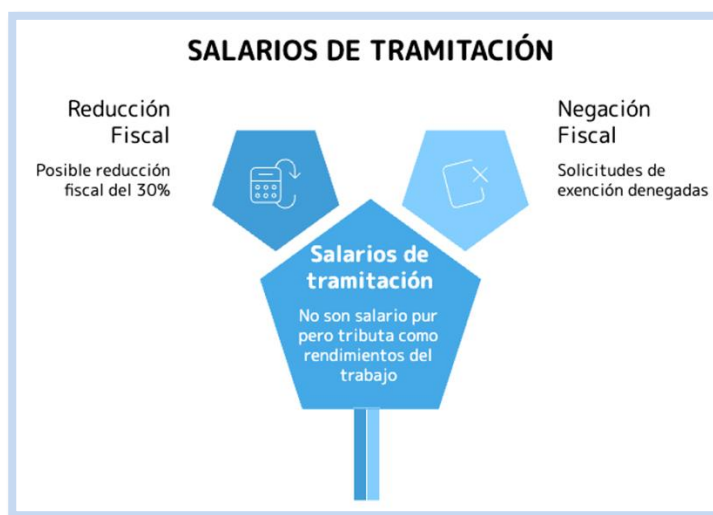 SALARIOS DE TRAMITACIÓN
Reducción
Fiscal
Posible reducción
fiscal del 30%
Negación
Fiscal
Solicitudes de
exención denegadas
Salarios de
tramitación
No son salario pur
pero tributa como
rendimientos del
trabajo